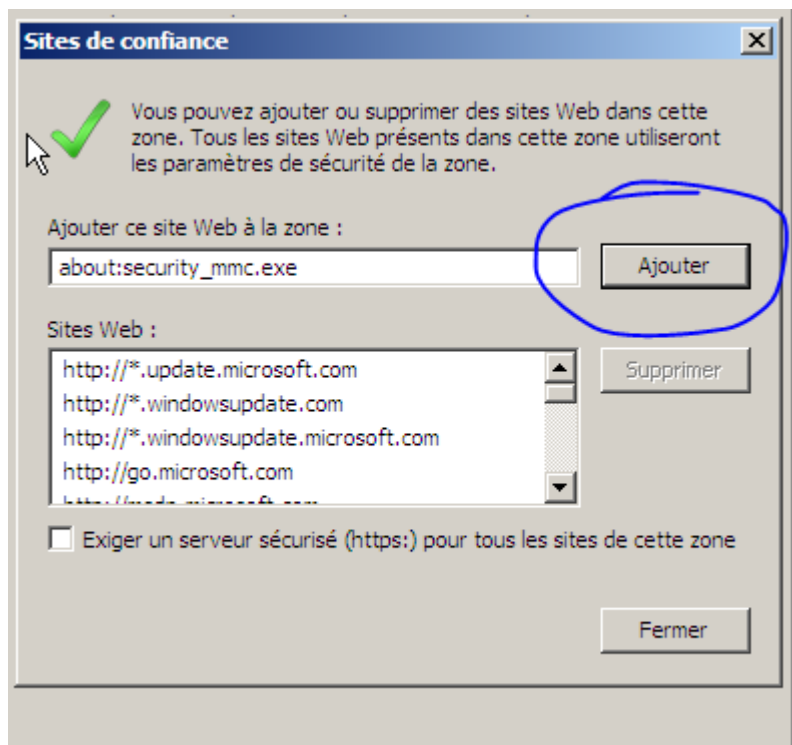 Sites de confiance
Vous pouvez ajouter ou supprimer des sites Web dans cette
zone. Tous les sites Web présents dans cette zone utiliseront
les paramètres de sécurité de la zone.
Ajouter ce site Web à la zone :
about:security_mmc.exe
Ajouter
Sites Web :
http://*.update.microsoft.com
http://*.windowsupdate.com
http://*.windowsupdate.microsoft.com
http://go.microsoft.com
Supprimer
Exiger un serveur sécurisé (https:) pour tous les sites de cette zone
Fermer